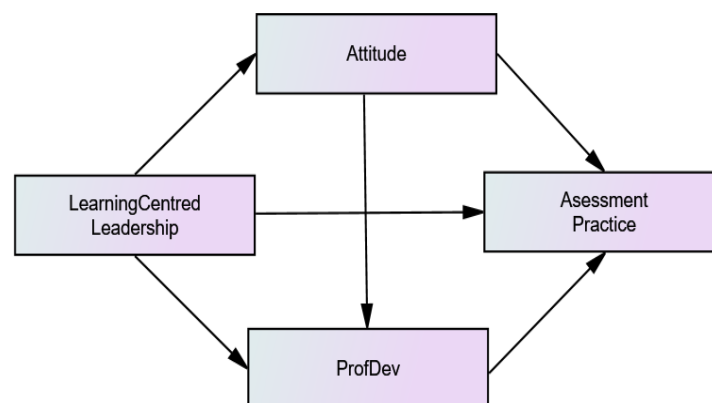 Attitude
LearningCentred
Leadership
Asessment
Practice
ProfDev